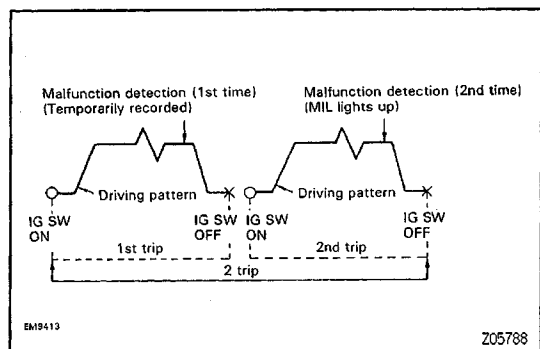 Malfunction detection (1st time)
(Temporarily recorded)
Malfunction detection (2nd time)
(MIL lights up)
Driving pattern
Driving pattern
IG SW
ON
IG SW
OFF
IG SW
ON
IG SW
OFF
1st trip
2nd trip
2 trip
EM9413
Z05788